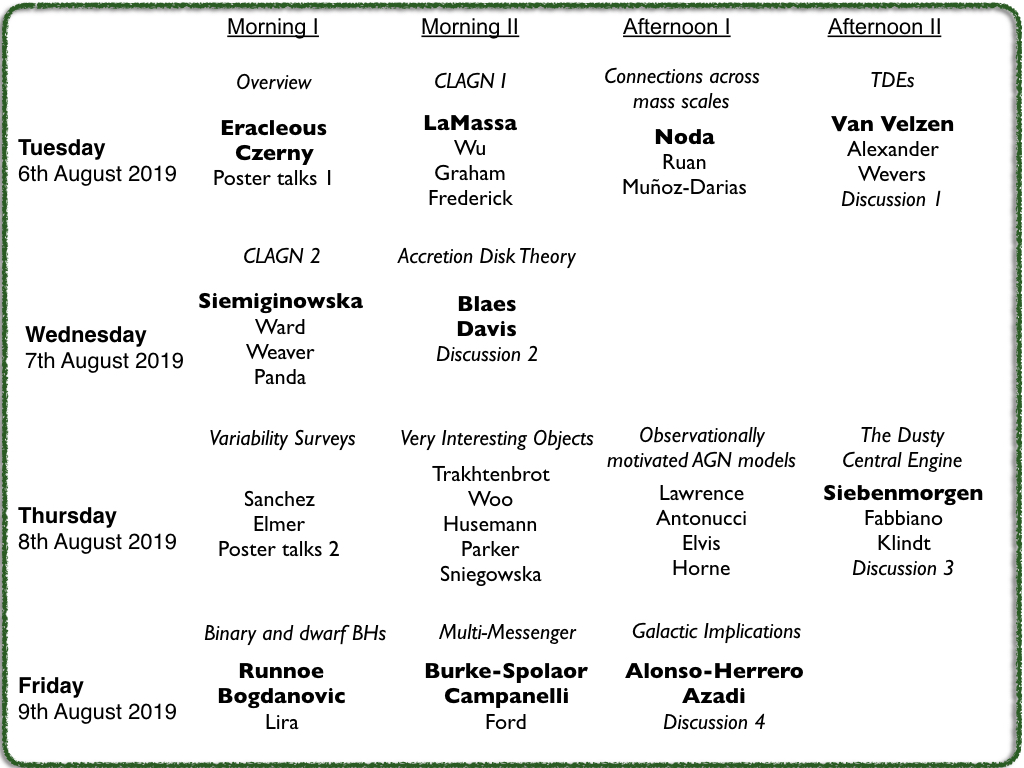 Morning I
Morning II
Afternoon I
Afternoon II
Tuesday
6th August 2019
Overview
Eracleous
Czerny
Poster talks 1
CLAGN 1
LaMassa
Wu
Graham
Frederick
Connections across
mass scales
Noda
Ruan
Muñoz-Darias
TDEs
Van Velzen
Alexander
Wevers
Discussion 1
Wednesday
7th August 2019
CLAGN 2
Siemiginowska
Ward
Weaver
Panda
Accretion Disk Theory
Blaes
Davis
Discussion 2
Thursday
8th August 2019
Variability Surveys
Sanchez
Elmer
Poster talks 2
Very Interesting Objects
Trakhtenbrot
Woo
Husemann
Parker
Sniegowska
Observationally
motivated AGN models
Lawrence
Antonucci
Elvis
Horne
The Dusty
Central Engine
Siebenmorgen
Fabbiano
Klindt
Discussion 3
Friday
9th August 2019
Binary and dwarf BHs
Runnoe
Bogdanovic
Lira
Multi-Messenger
Burke-Spolaor
Campanelli
Ford
Galactic Implications
Alonso-Herrero
Azadi
Discussion 4